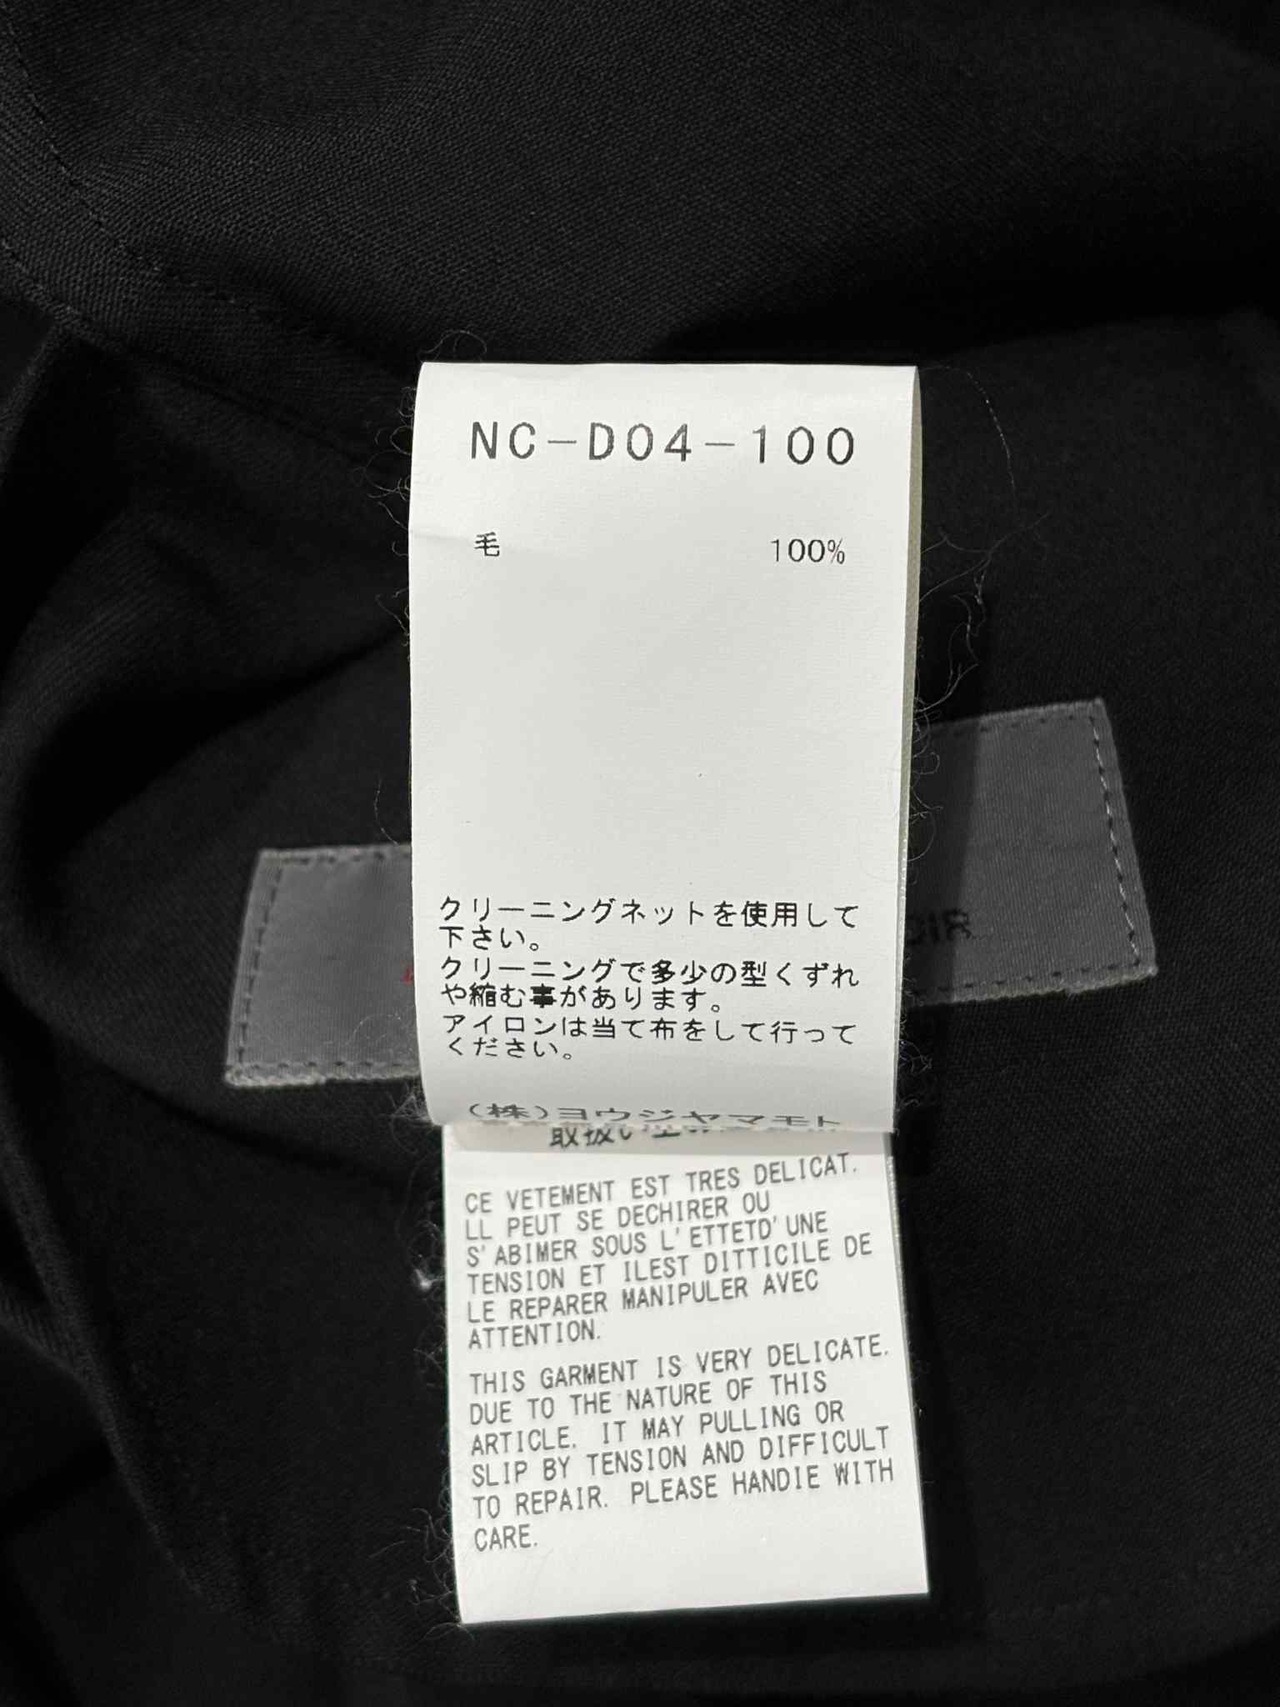 NC-D04-100
毛 100%
クリーニングネットを使用して
下さい。
クリーニングで多少の型くずれ
や縮む事があります。
アイロンは当て布をして行って
ください。
(株)ヨウジヤマモト
取扱い
CE VETEMENT EST TRES DELICAT.
LL PEUT SE DECHIRER OU
S'ABIMER SOUS L'ETTETD'UNE
TENSION ET ILEST DITTICILE DE
LE REPARER MANIPULER AVEC
ATTENTION.
THIS GARMENT IS VERY DELICATE.
DUE TO THE NATURE OF THIS
ARTICLE. IT MAY PULLING OR
SLIP BY TENSION AND DIFFICULT
TO REPAIR. PLEASE HANDIE WITH
CARE.